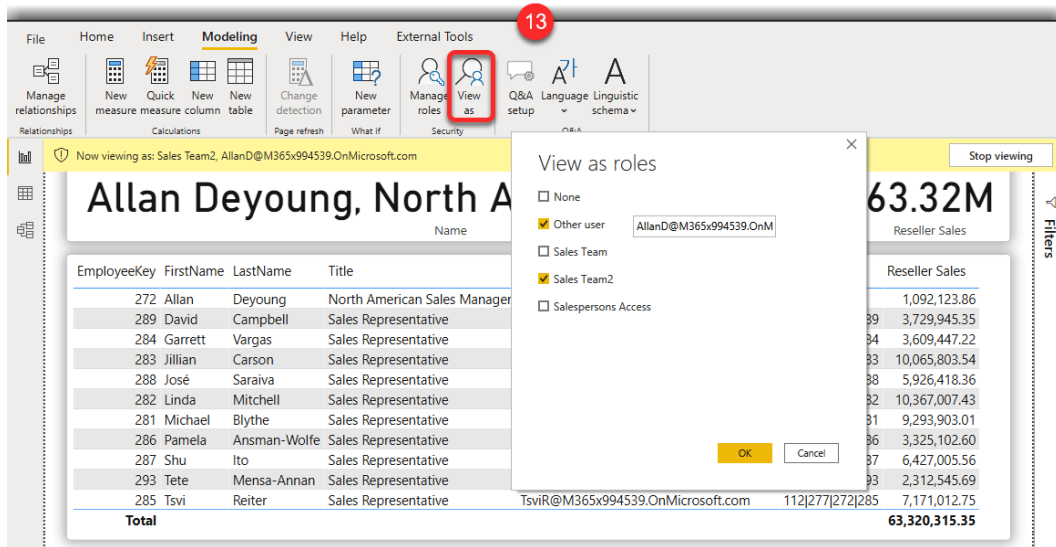 13
File Home Insert Modeling View Help External Tools
Manage relationships
New measure
Quick measure
New column
New table
Change detection
New parameter
Manage roles
View as
Q&A setup
Language
Linguistic schema
Relationships Calculations Page refresh What if Security Q&A
Now viewing as: Sales Team2, AllanD@M365x994539.OnMicrosoft.com
Stop viewing
Allan Deyoung, North A
Name
63.32M
Reseller Sales
Filters
View as roles
None
Other user AllanD@M365x994539.OnM
Sales Team
Sales Team2
Salespersons Access
OK Cancel
EmployeeKey FirstName LastName Title Reseller Sales
272 Allan Deyoung North American Sales Manager 1,092,123.86
289 David Campbell Sales Representative 89 3,729,945.35
284 Garrett Vargas Sales Representative 84 3,609,447.22
283 Jillian Carson Sales Representative 83 10,065,803.54
288 José Saraiva Sales Representative 88 5,926,418.36
282 Linda Mitchell Sales Representative 82 10,367,007.43
281 Michael Blythe Sales Representative 81 9,293,903.01
286 Pamela Ansman-Wolfe Sales Representative 86 3,325,102.60
287 Shu Ito Sales Representative 87 6,427,005.56
293 Tete Mensa-Annan Sales Representative 93 2,312,545.69
285 Tsvi Reiter Sales Representative TsviR@M365x994539.OnMicrosoft.com 112|277|272|285 7,171,012.75
Total 63,320,315.35